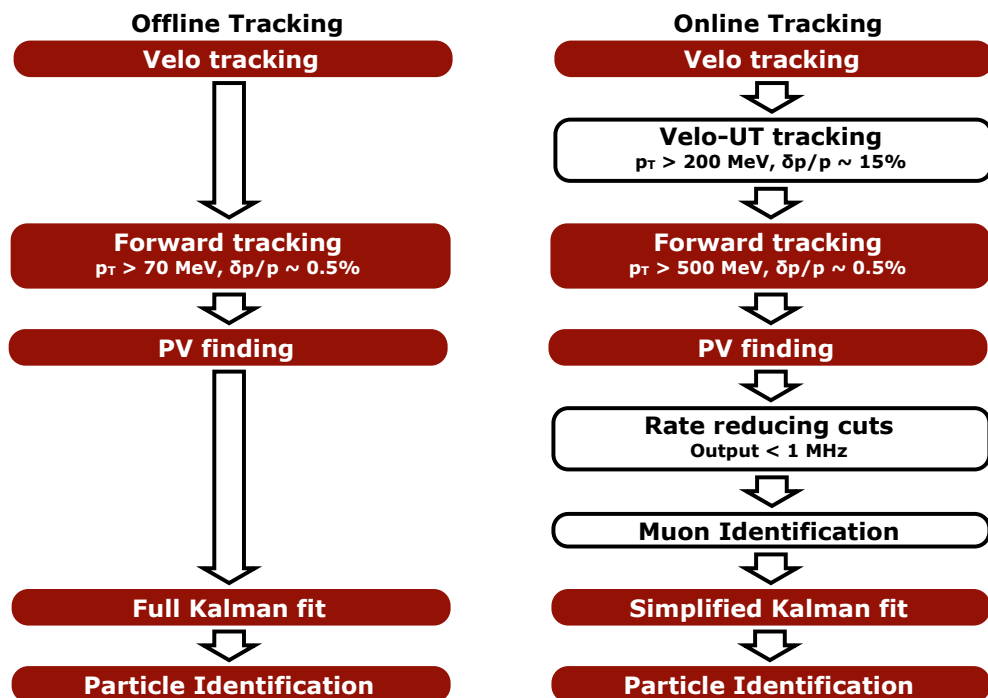 Offline Tracking
Velo tracking
Forward tracking
pT > 70 MeV, δp/p ~ 0.5%
PV finding
Full Kalman fit
Particle Identification
Online Tracking
Velo tracking
Velo-UT tracking
pT > 200 MeV, δp/p ~ 15%
Forward tracking
pT > 500 MeV, δp/p ~ 0.5%
PV finding
Rate reducing cuts
Output < 1 MHz
Muon Identification
Simplified Kalman fit
Particle Identification